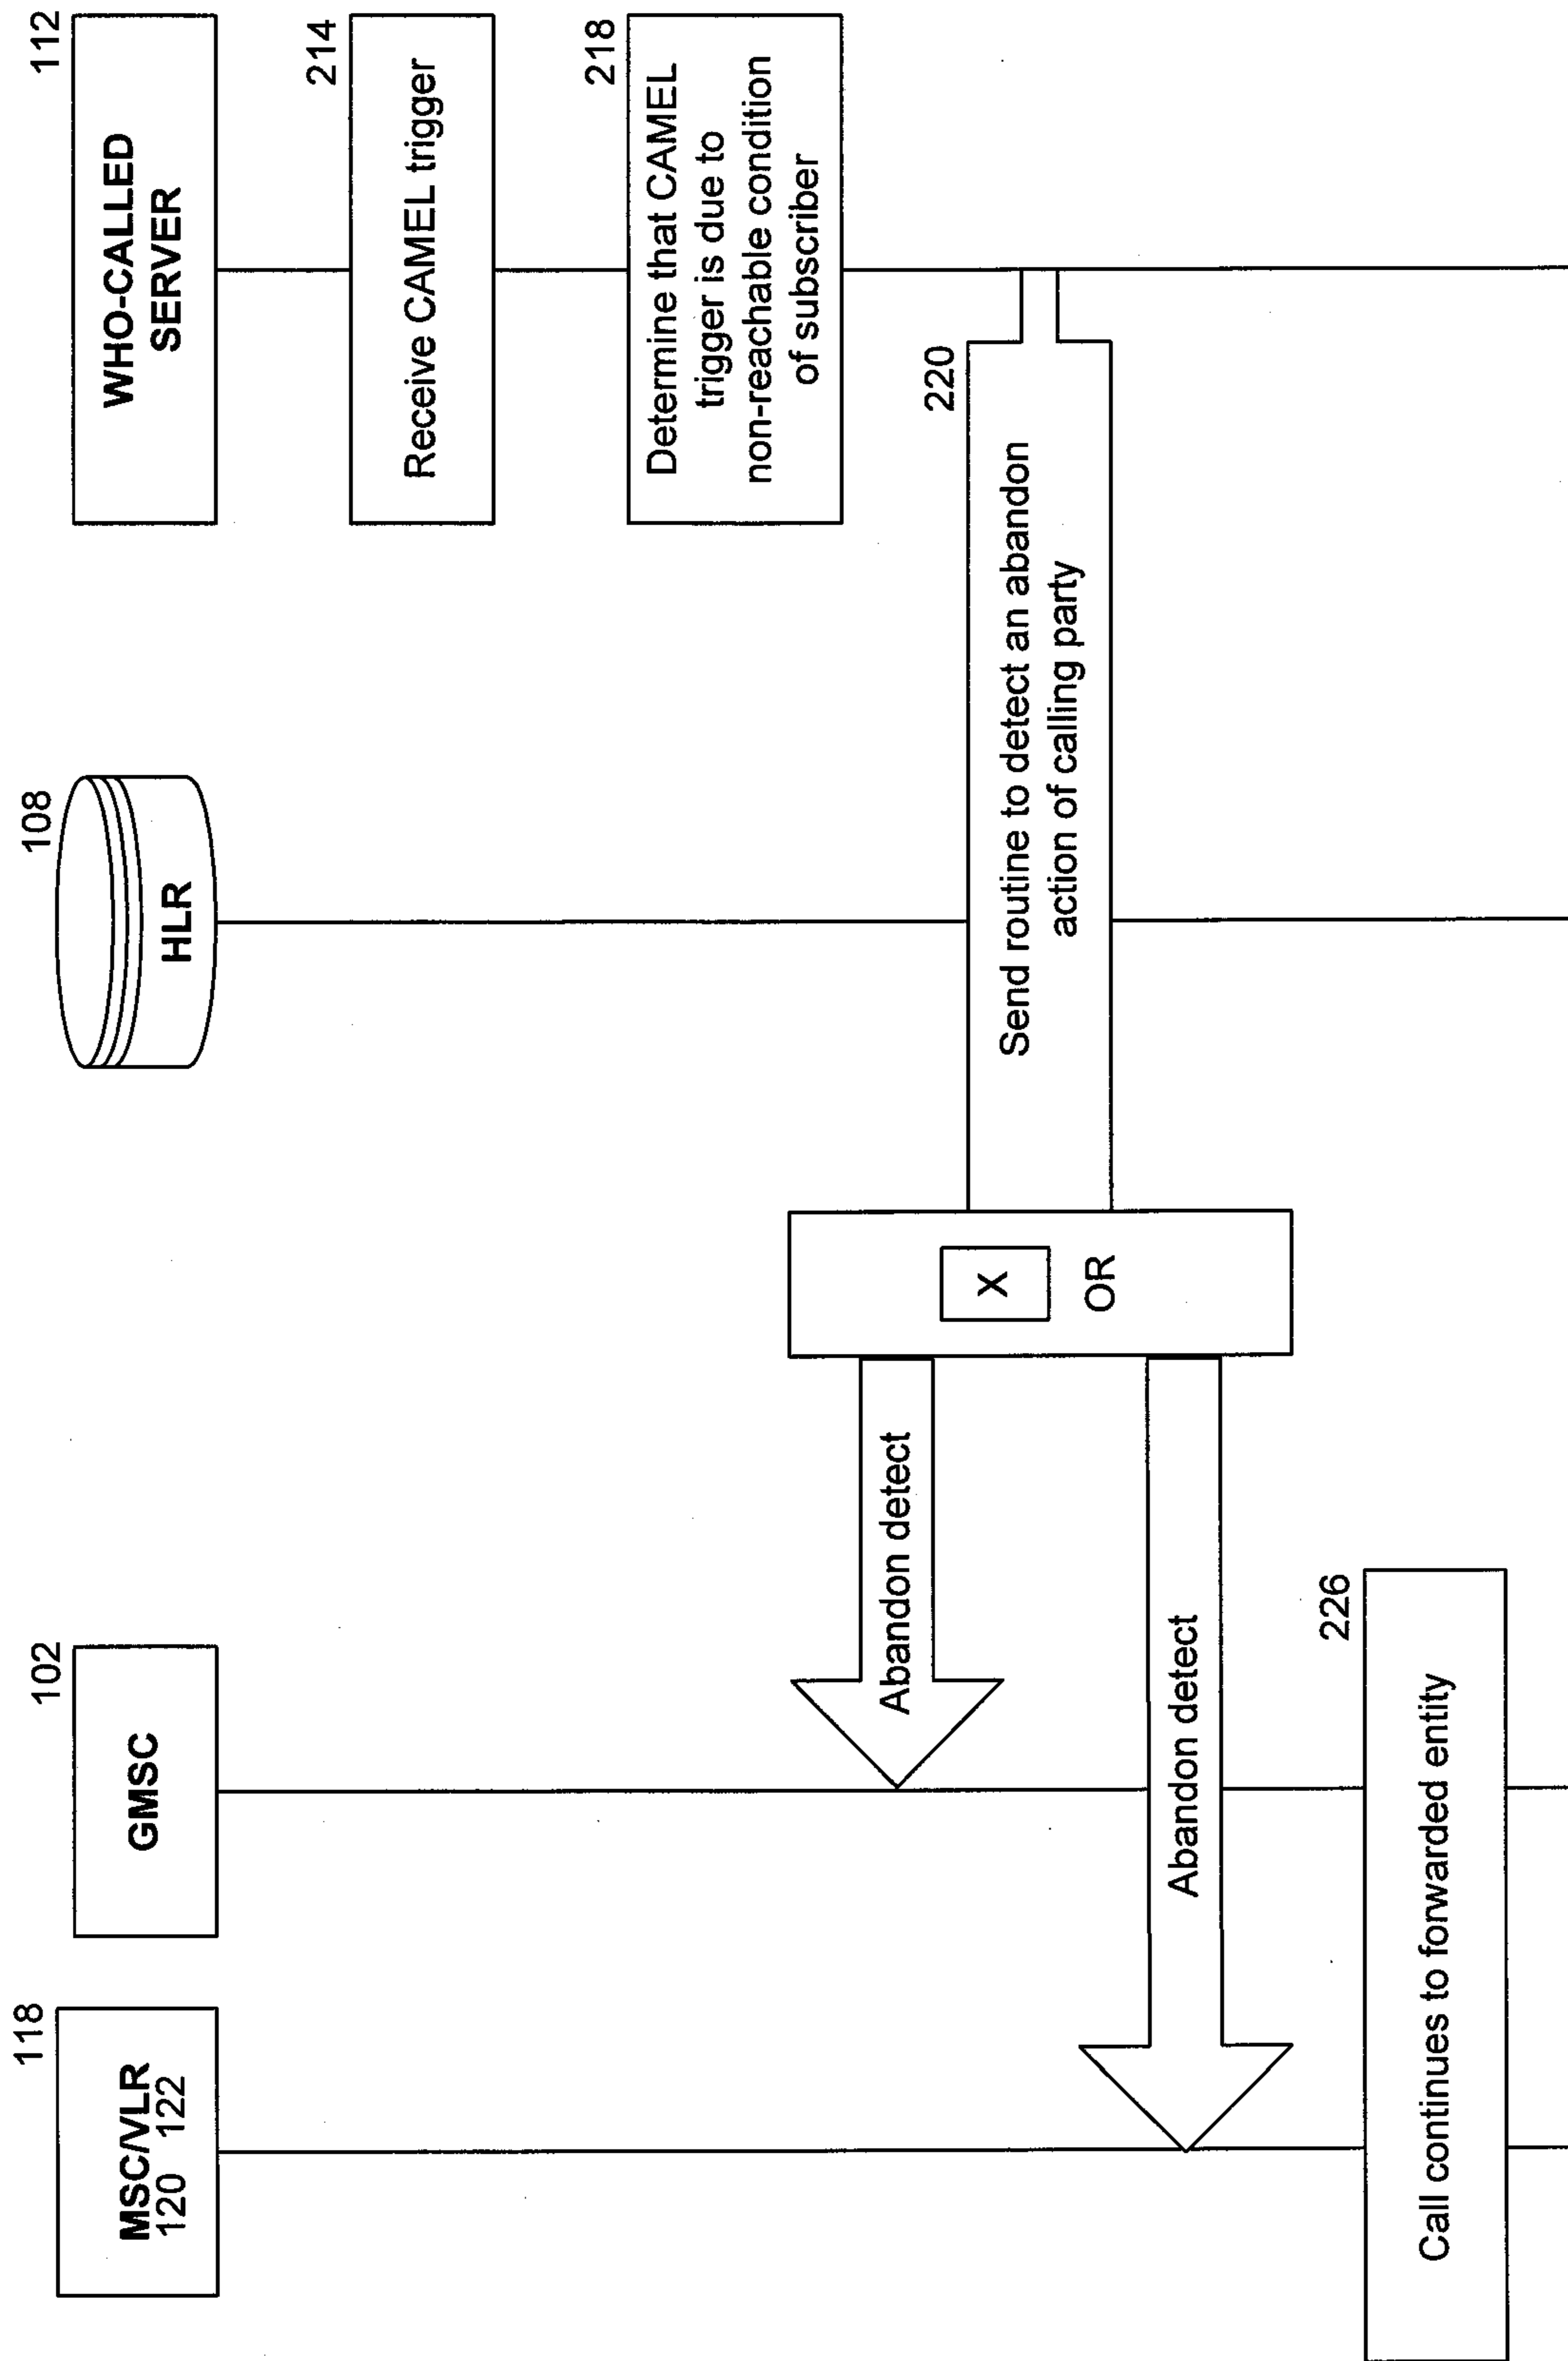 118
MSC/VLR
120 122
102
GMSC
108
HLR
112
WHO-CALLED
SERVER
214
Receive CAMEL trigger
218
Determine that CAMEL
trigger is due to
non-reachable condition
of subscriber
220
Send routine to detect an abandon
action of calling party
X
OR
Abandon detect
Abandon detect
226
Call continues to forwarded entity